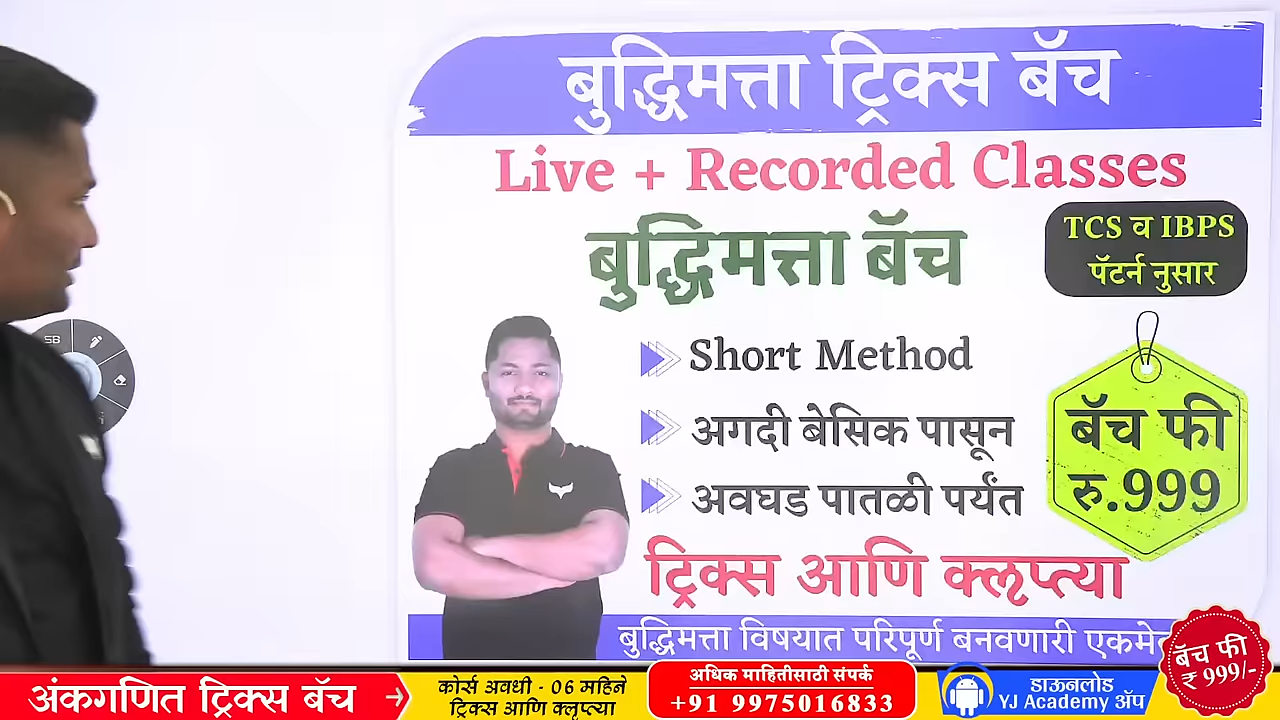 बुद्धिमत्ता ट्रिक्स बॅच
Live + Recorded Classes
बुद्धिमत्ता बॅच
TCS व IBPS
पॅटर्न नुसार
Short Method
अगदी बेसिक पासून
अवघड पातळी पर्यंत
बॅच फी
रु.999
ट्रिक्स आणि क्लृप्त्या
बुद्धिमत्ता विषयात परिपूर्ण बनवणारी
बॅच फी
₹ 999/-
अंकगणित ट्रिक्स बॅच
कोर्स अवधी - 06 महिने
ट्रिक्स आणि क्लृप्त्या
अधिक माहितीसाठी संपर्क
+91 9975016833
डाऊनलोड
YJ Academy ॲप